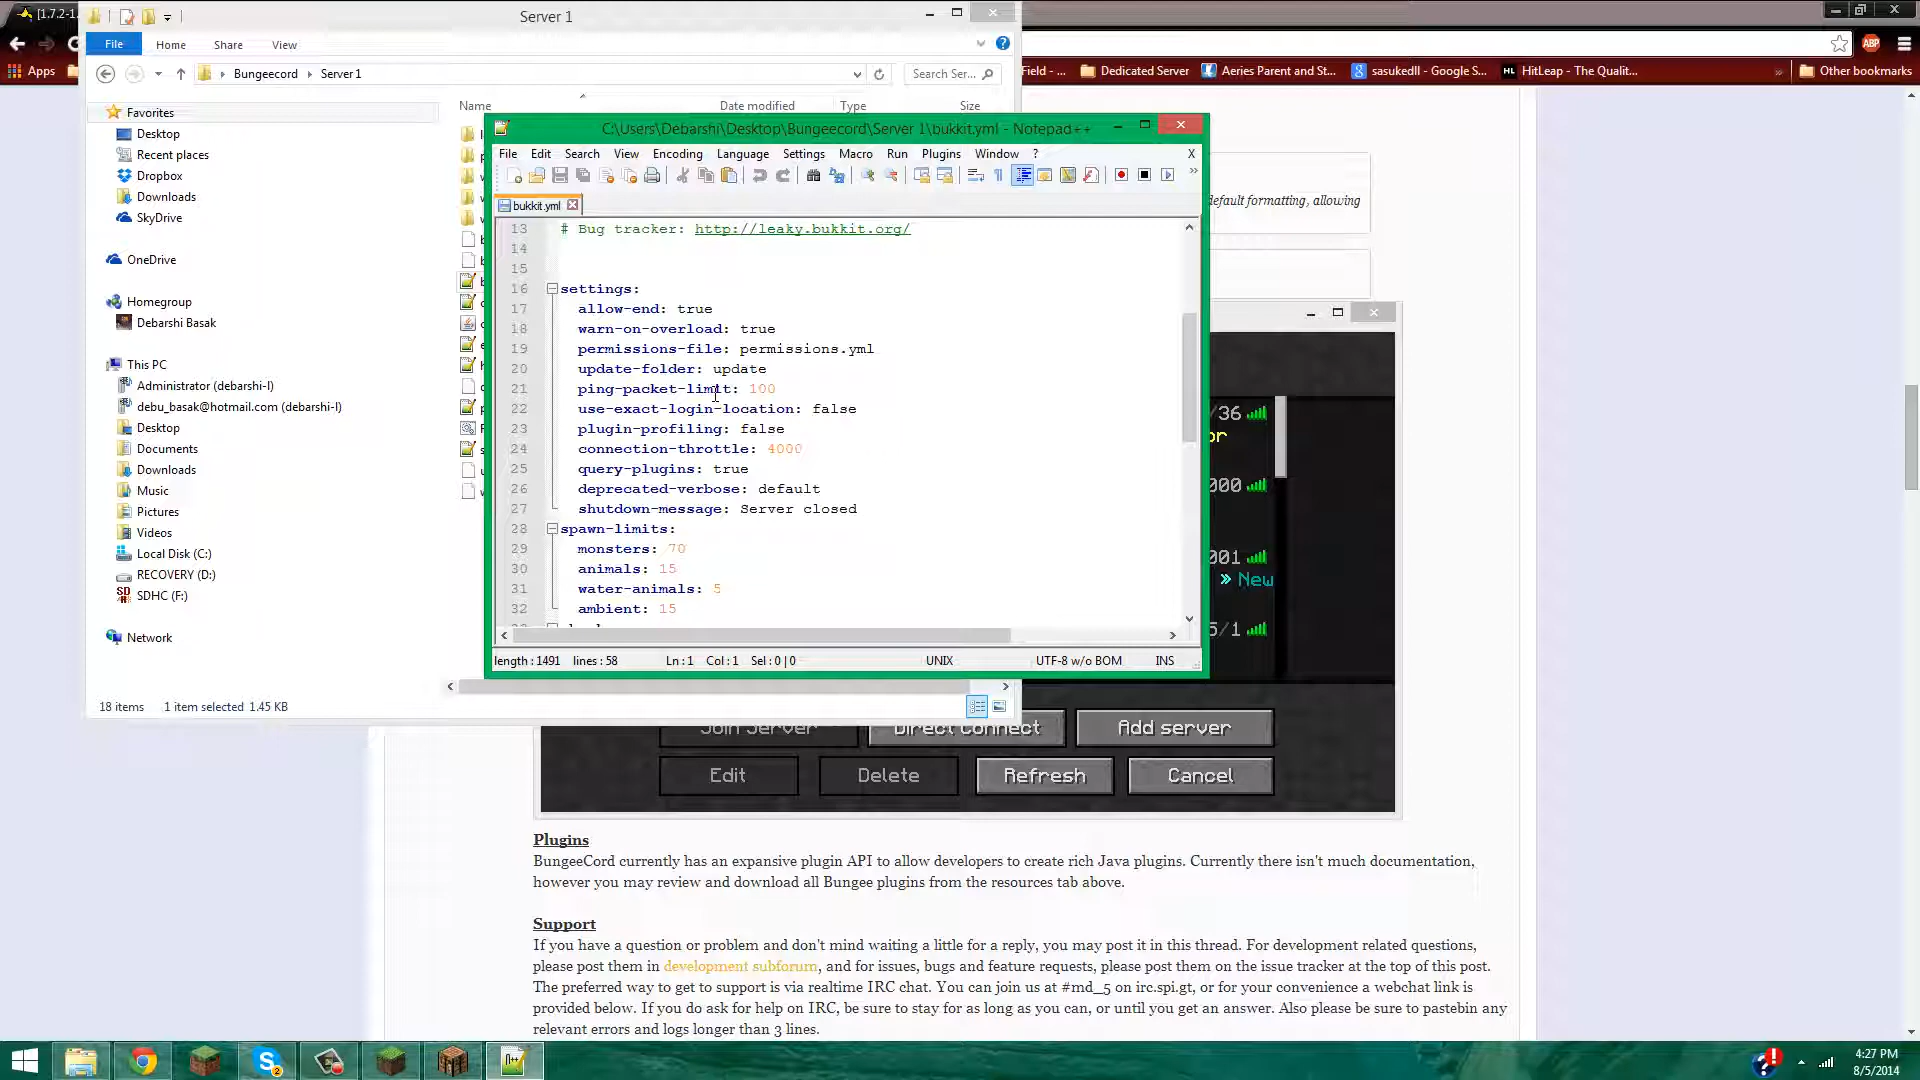 [1.7.2-1.
Server 1
File Home Share View
Bungeecord Server 1
Search Ser...
Apps
Field - ...
Dedicated Server
Aeries Parent and St...
sasukedll - Google S...
HL HitLeap - The Qualit...
Other bookmarks
ABP
Name Date modified Type Size
Favorites
Desktop
Recent places
Dropbox
Downloads
SkyDrive
OneDrive
Homegroup
Debarshi Basak
This PC
Administrator (debarshi-l)
debu_basak@hotmail.com (debarshi-l)
Desktop
Documents
Downloads
Music
Pictures
Videos
Local Disk (C:)
RECOVERY (D:)
SDHC (F:)
Network
18 items 1 item selected 1.45 KB
C:\Users\Debarshi\Desktop\Bungeecord\Server 1\bukkit.yml - Notepad++
File Edit Search View Encoding Language Settings Macro Run Plugins Window ? X
bukkit.yml
13 # Bug tracker: http://leaky.bukkit.org/
14
15
16 settings:
17 allow-end: true
18 warn-on-overload: true
19 permissions-file: permissions.yml
20 update-folder: update
21 ping-packet-limit: 100
22 use-exact-login-location: false
23 plugin-profiling: false
24 connection-throttle: 4000
25 query-plugins: true
26 deprecated-verbose: default
27 shutdown-message: Server closed
28 spawn-limits:
29 monsters: 70
30 animals: 15
31 water-animals: 5
32 ambient: 15
length : 1491 lines : 58 Ln : 1 Col : 1 Sel : 0 | 0 UNIX UTF-8 w/o BOM INS
default formatting, allowing
/36
or
000
001
» New
5/1
Join Server Direct Connect Add server
Edit Delete Refresh Cancel
Plugins
BungeeCord currently has an expansive plugin API to allow developers to create rich Java plugins. Currently there isn't much documentation,
however you may review and download all Bungee plugins from the resources tab above.
Support
If you have a question or problem and don't mind waiting a little for a reply, you may post it in this thread. For development related questions,
please post them in development subforum, and for issues, bugs and feature requests, please post them on the issue tracker at the top of this post.
The preferred way to get to support is via realtime IRC chat. You can join us at #md_5 on irc.spi.gt, or for your convenience a webchat link is
provided below. If you do ask for help on IRC, be sure to stay for as long as you can, or until you get an answer. Also please be sure to pastebin any
relevant errors and logs longer than 3 lines.
4:27 PM
8/5/2014